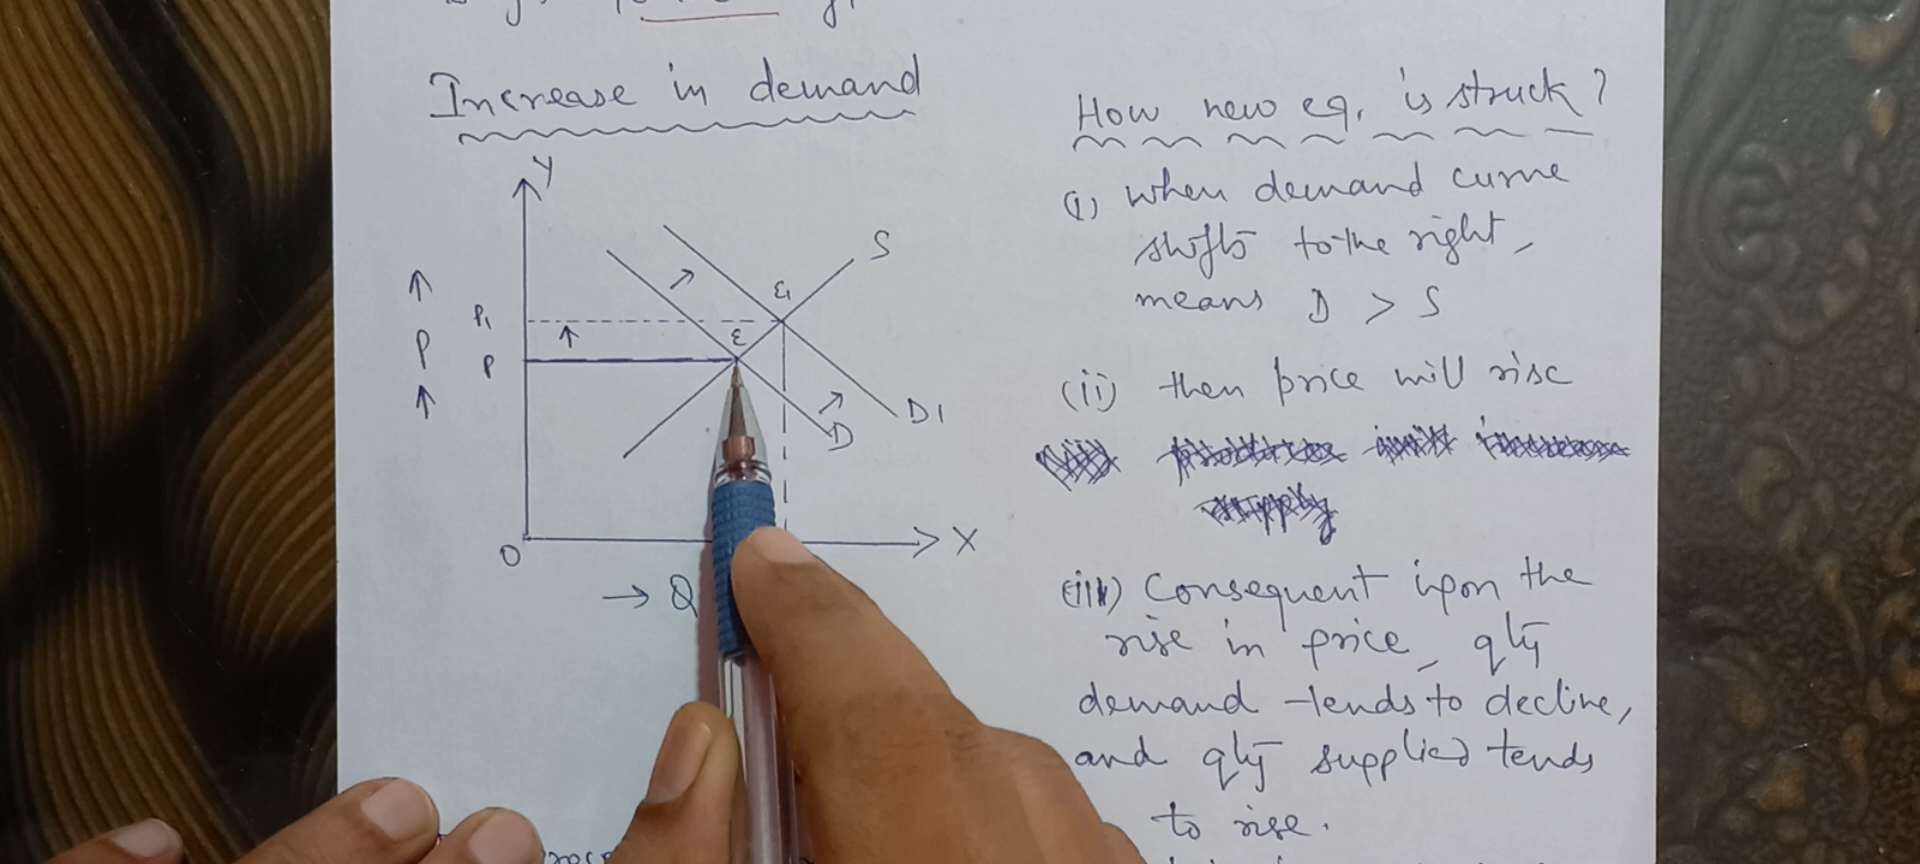 Increase in demand
Y
S
E1
P1
E
P
P
D1
D
O
X
→ Q
How new eq. is struck?
(i) when demand curve
shifts to the right,
means D > S
(ii) then price will rise
(iii) Consequent upon the
rise in price, qty
demand tends to decline,
and qty supplied tends
to rise.